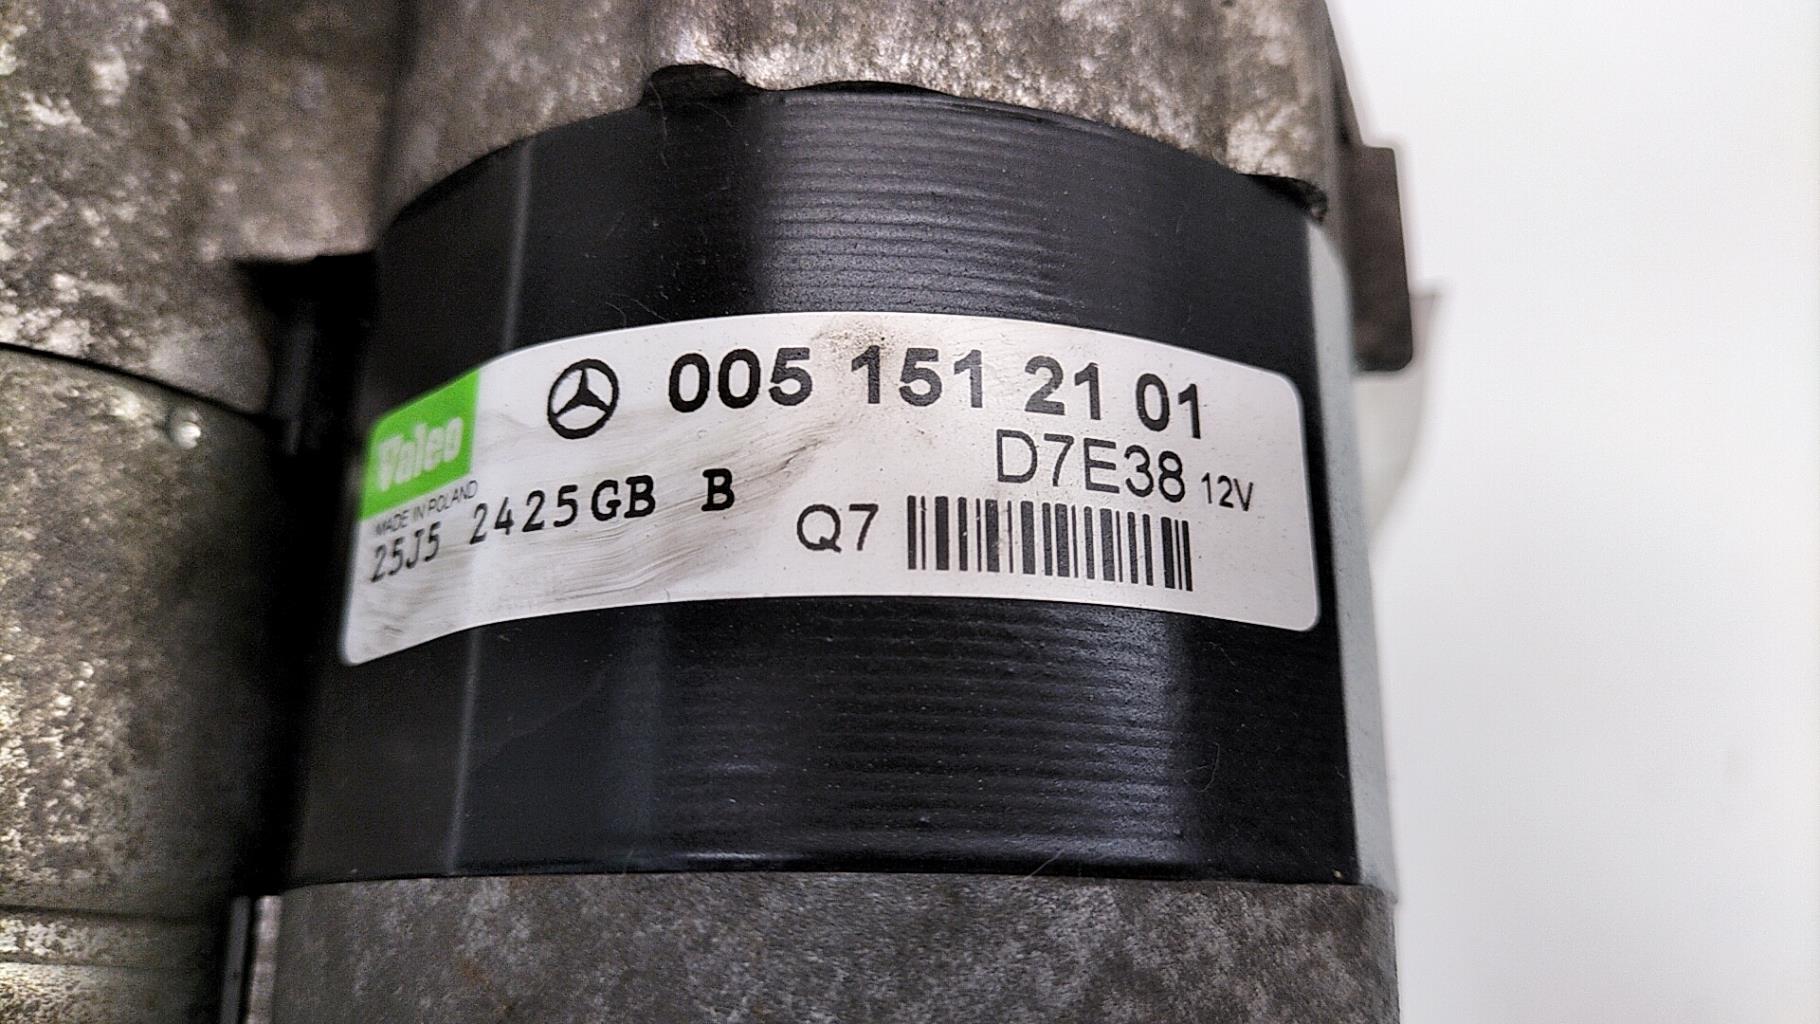 005 151 21 01
Valeo
D7E38 12V
MADE IN POLAND
25J5 2425GB B
Q7